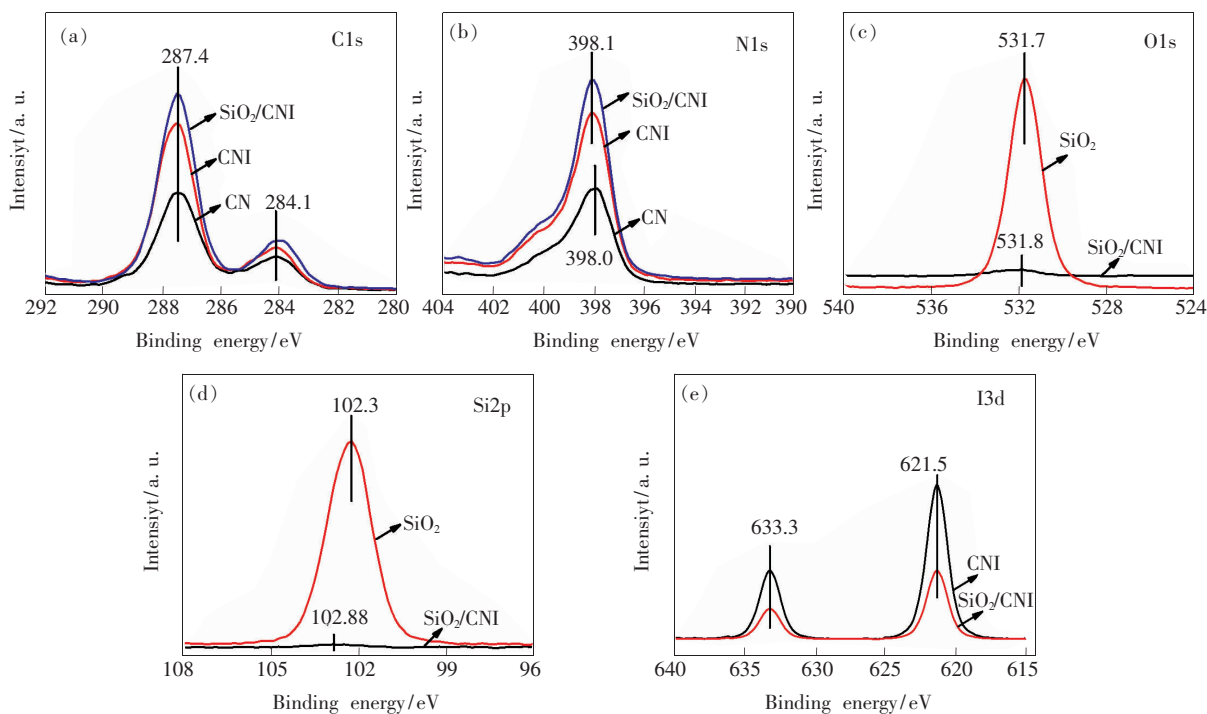 (a)
C1s
287.4
SiO₂/CNI
CNI
CN
284.1
Intensiyt/a. u.
292 290 288 286 284 282 280
Binding energy/eV
(b)
N1s
398.1
SiO₂/CNI
CNI
CN
398.0
Intensiyt/a. u.
404 402 400 398 396 394 392 390
Binding energy/eV
(c)
O1s
531.7
SiO₂
531.8
SiO₂/CNI
Intensiyt/a. u.
540 536 532 528 524
Binding energy/eV
(d)
Si2p
102.3
SiO₂
102.88
SiO₂/CNI
Intensiyt/a. u.
108 105 102 99 96
Binding energy/eV
(e)
I3d
621.5
633.3
CNI
SiO₂/CNI
Intensiyt/a. u.
640 635 630 625 620 615
Binding energy/eV